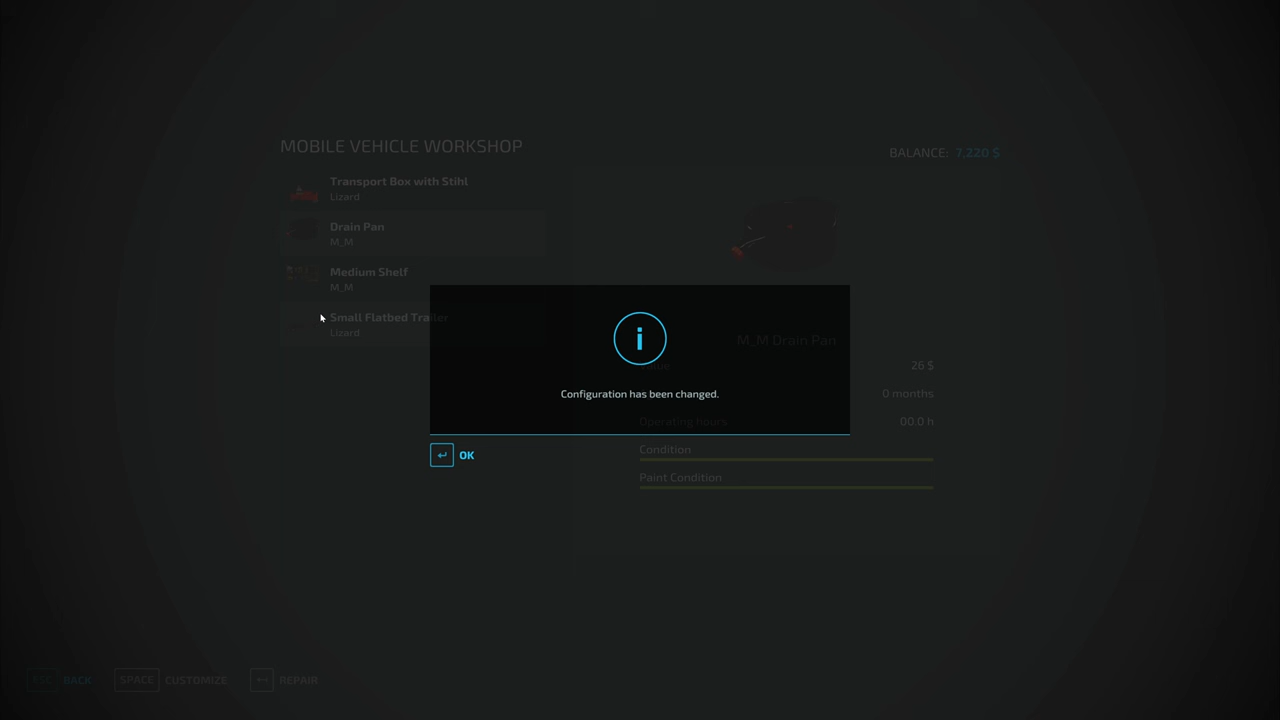 MOBILE VEHICLE WORKSHOP
BALANCE: 7,220 $
Transport Box with Stihl
Lizard
Drain Pan
M_M
Medium Shelf
M_M
Small Flatbed Trailer
Lizard
M_M Drain Pan
Value 26 $
0 months
Operating hours 00.0 h
Condition
Paint Condition
Configuration has been changed.
OK
ESC BACK SPACE CUSTOMIZE REPAIR